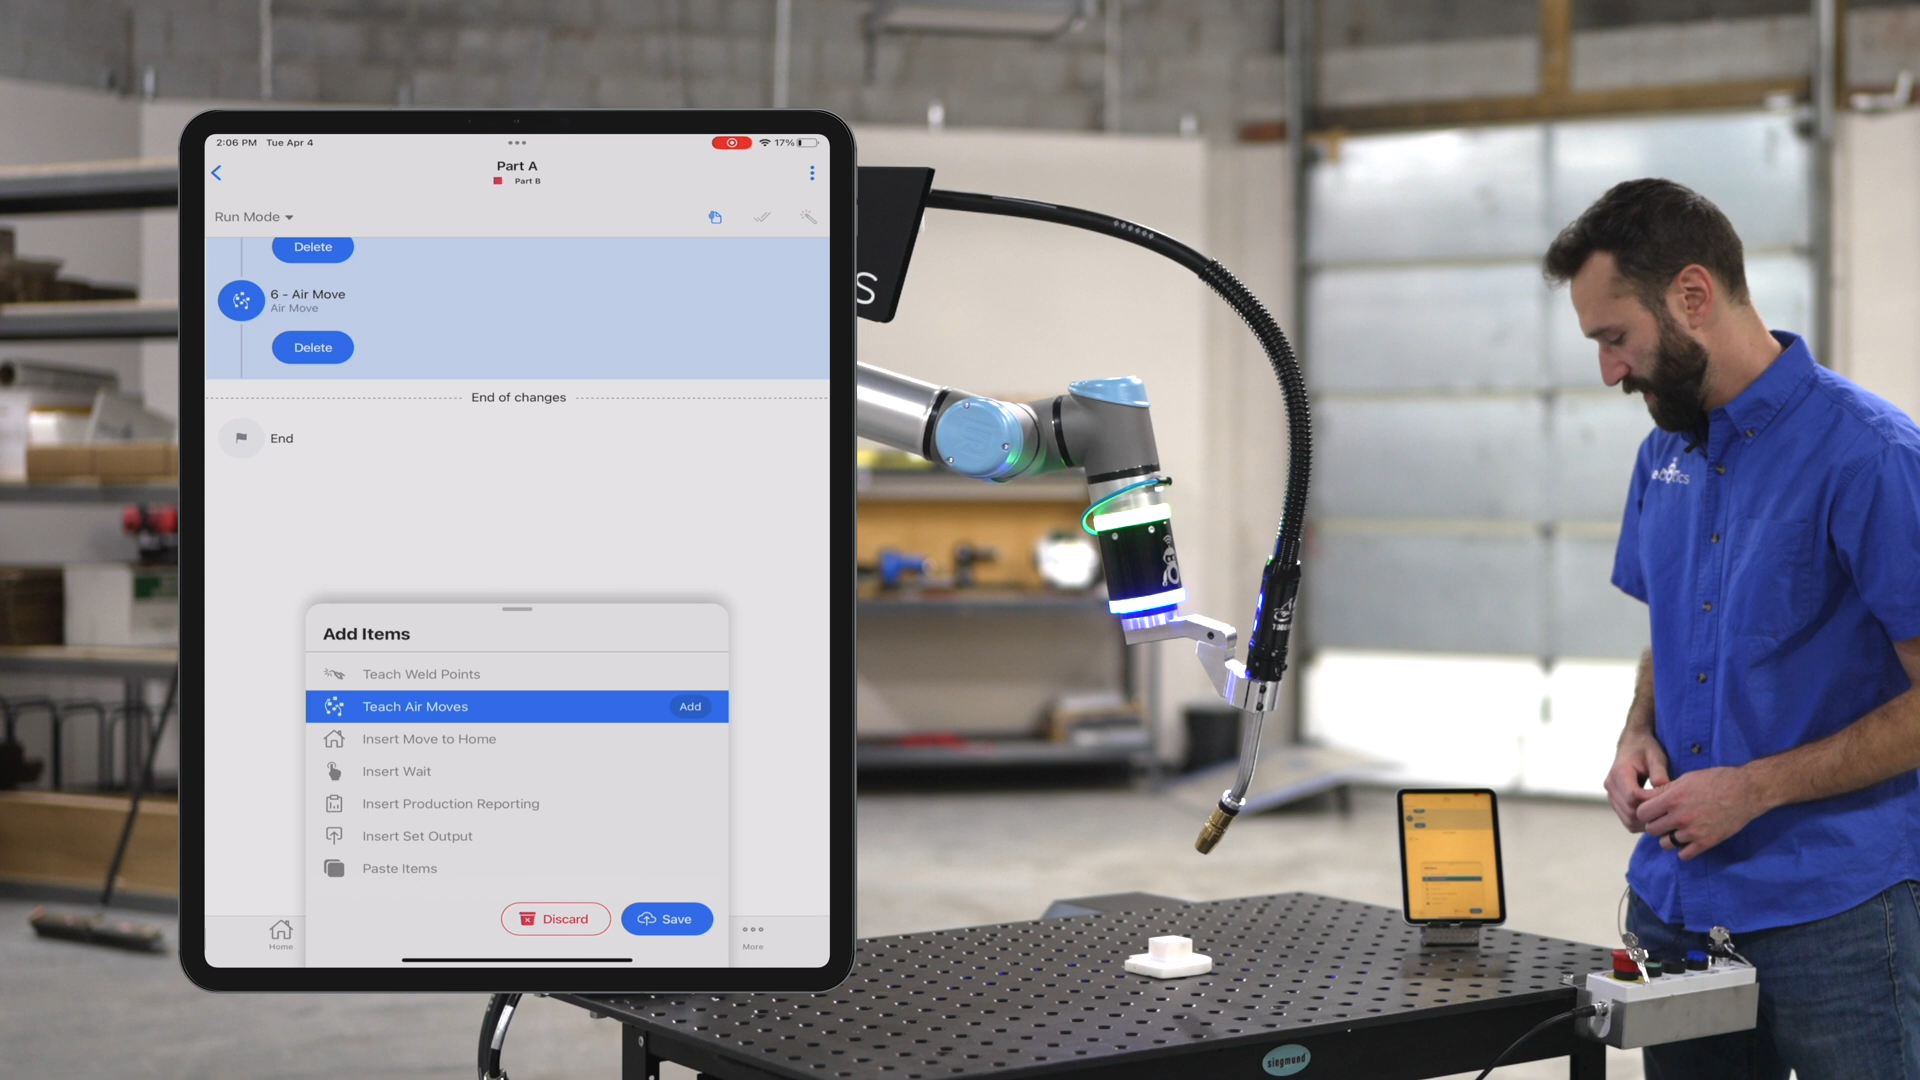 2:06 PM Tue Apr 4
17%
Part A
Part B
Run Mode
Delete
6 - Air Move
Air Move
Delete
End of changes
End
Add Items
Teach Weld Points
Teach Air Moves
Add
Insert Move to Home
Insert Wait
Insert Production Reporting
Insert Set Output
Paste Items
Discard
Save
Home
More
S
siegmund